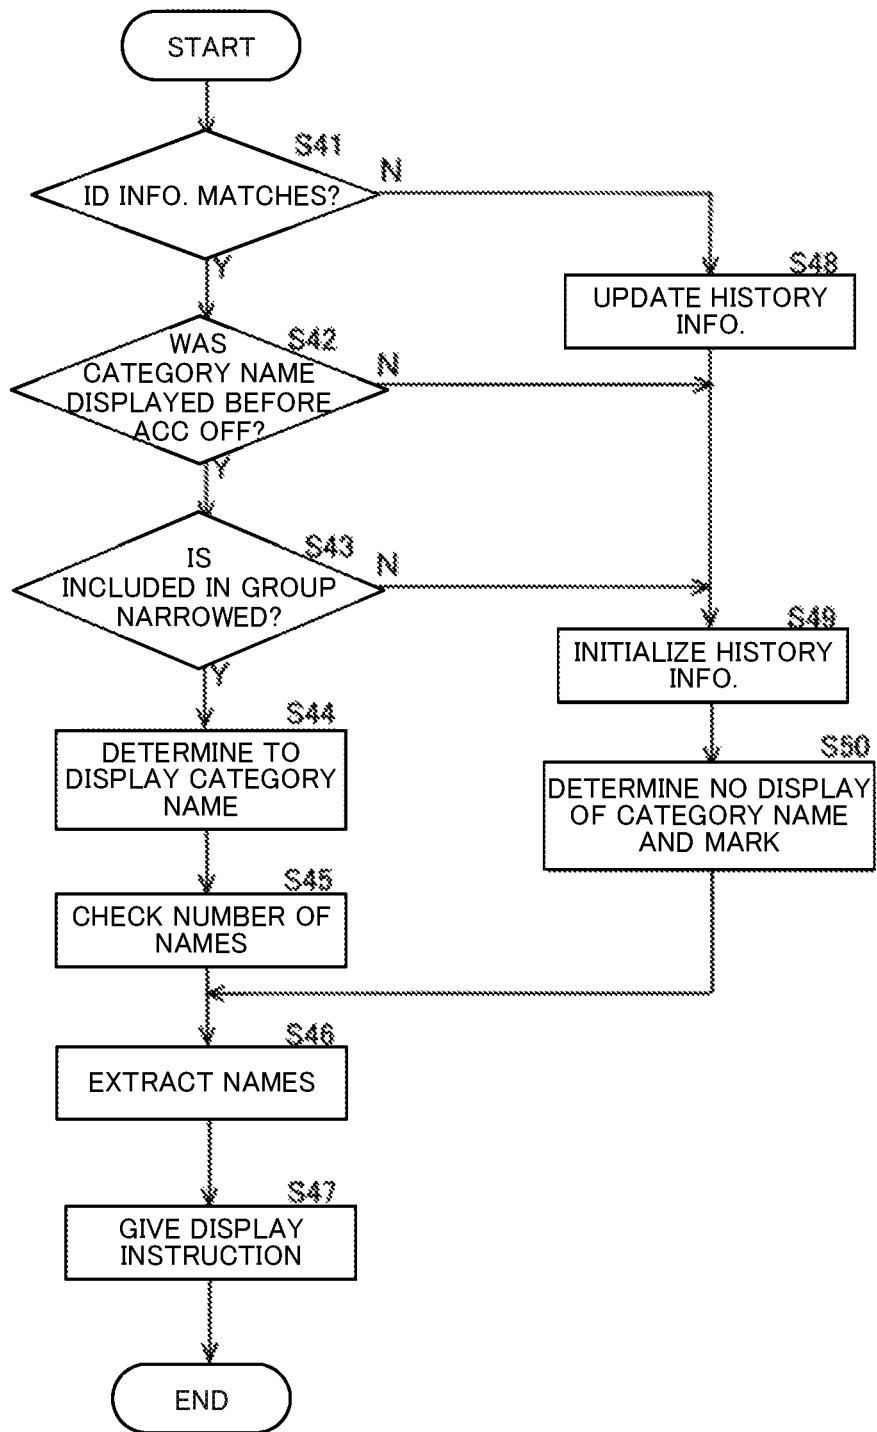 START
S41
ID INFO. MATCHES?
N
Y
S48
UPDATE HISTORY
INFO.
S42
WAS
CATEGORY NAME
DISPLAYED BEFORE
ACC OFF?
N
Y
S43
IS
INCLUDED IN GROUP
NARROWED?
N
Y
S49
INITIALIZE HISTORY
INFO.
S44
DETERMINE TO
DISPLAY CATEGORY
NAME
S50
DETERMINE NO DISPLAY
OF CATEGORY NAME
AND MARK
S45
CHECK NUMBER OF
NAMES
S46
EXTRACT NAMES
S47
GIVE DISPLAY
INSTRUCTION
END